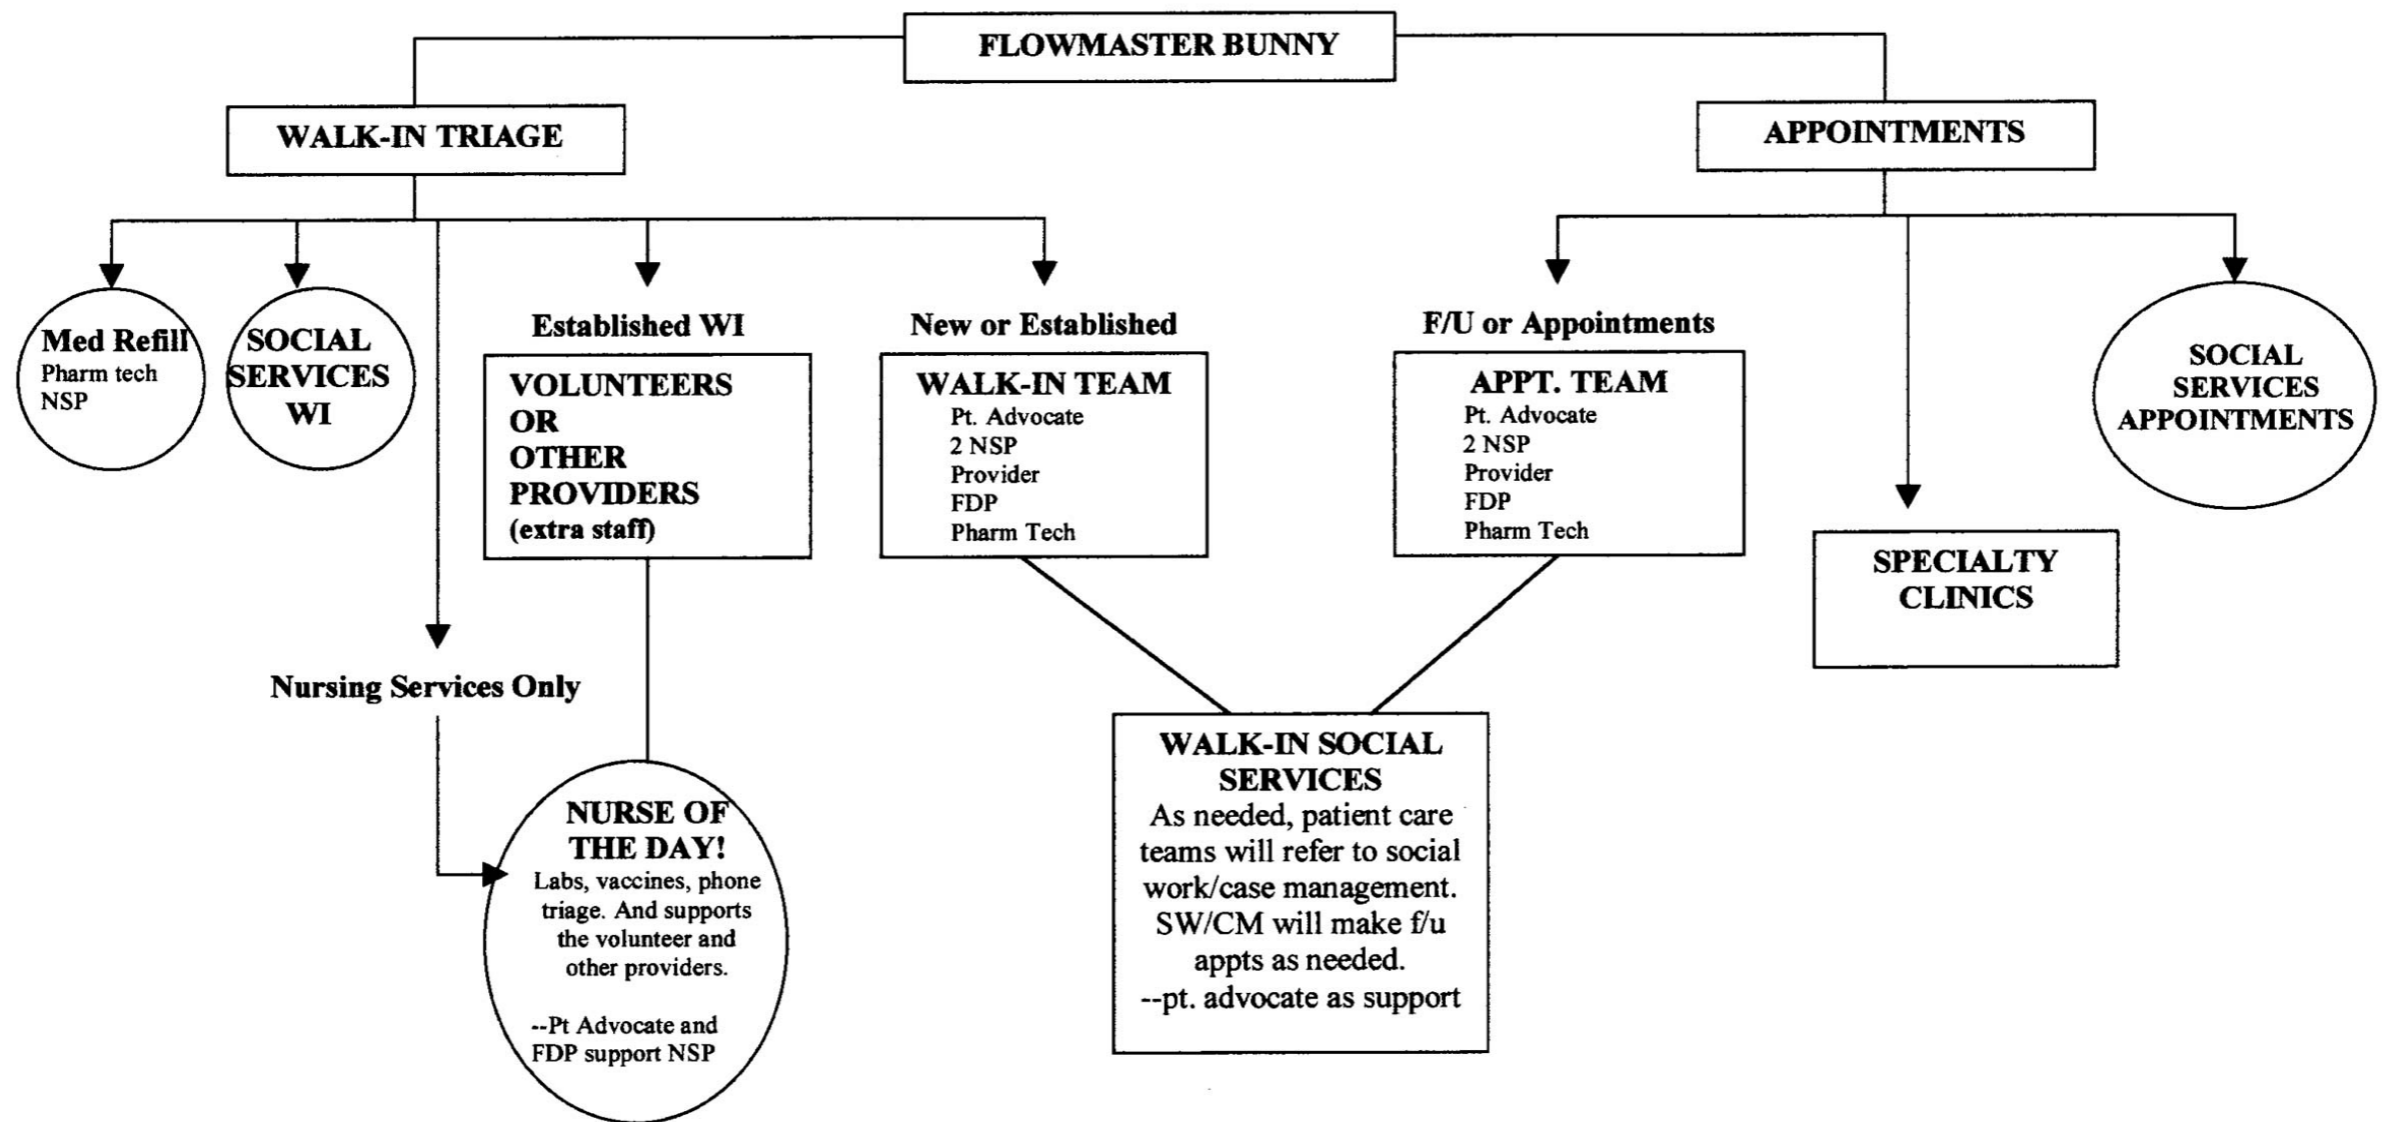 FLOWMASTER BUNNY
WALK-IN TRIAGE
APPOINTMENTS
Med Refill
Pharm tech
NSP
SOCIAL
SERVICES
WI
Established WI
VOLUNTEERS
OR
OTHER
PROVIDERS
(extra staff)
New or Established
WALK-IN TEAM
Pt. Advocate
2 NSP
Provider
FDP
Pharm Tech
F/U or Appointments
APPT. TEAM
Pt. Advocate
2 NSP
Provider
FDP
Pharm Tech
SPECIALTY
CLINICS
SOCIAL
SERVICES
APPOINTMENTS
Nursing Services Only
NURSE OF
THE DAY!
Labs, vaccines, phone
triage. And supports
the volunteer and
other providers.
--Pt Advocate and
FDP support NSP
WALK-IN SOCIAL
SERVICES
As needed, patient care
teams will refer to social
work/case management.
SW/CM will make f/u
appts as needed.
--pt. advocate as support